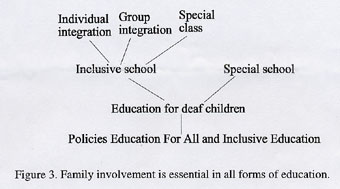 Individual integration
Group integration
Special class
Inclusive school
Special school
Education for deaf children
Policies Education For All and Inclusive Education
Figure 3. Family involvement is essential in all forms of education.